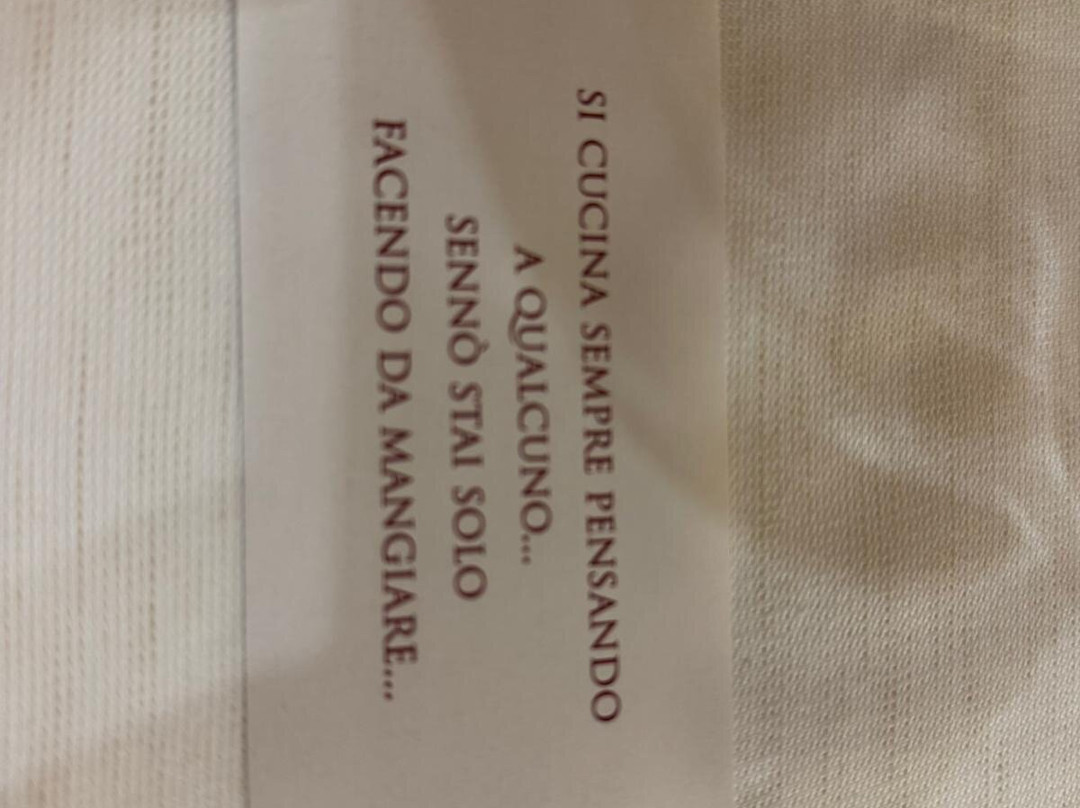 SI CUCINA SEMPRE PENSANDO
A QUALCUNO...
SENNÒ STAI SOLO
FACENDO DA MANGIARE...